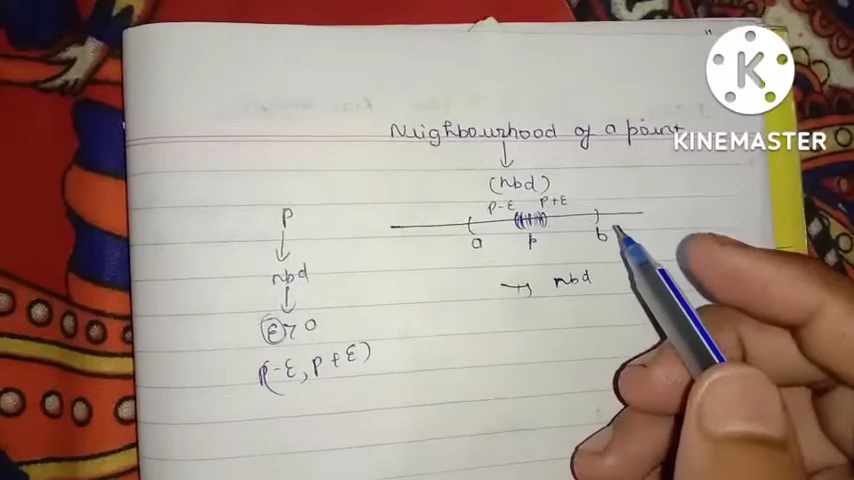 Neighbourhood of a point
(nbd)
p-ε p+ε
( ( ) )
a p b
→ nbd
p
nbd
ε>0
(p-ε, p+ε)
K
KINEMASTER